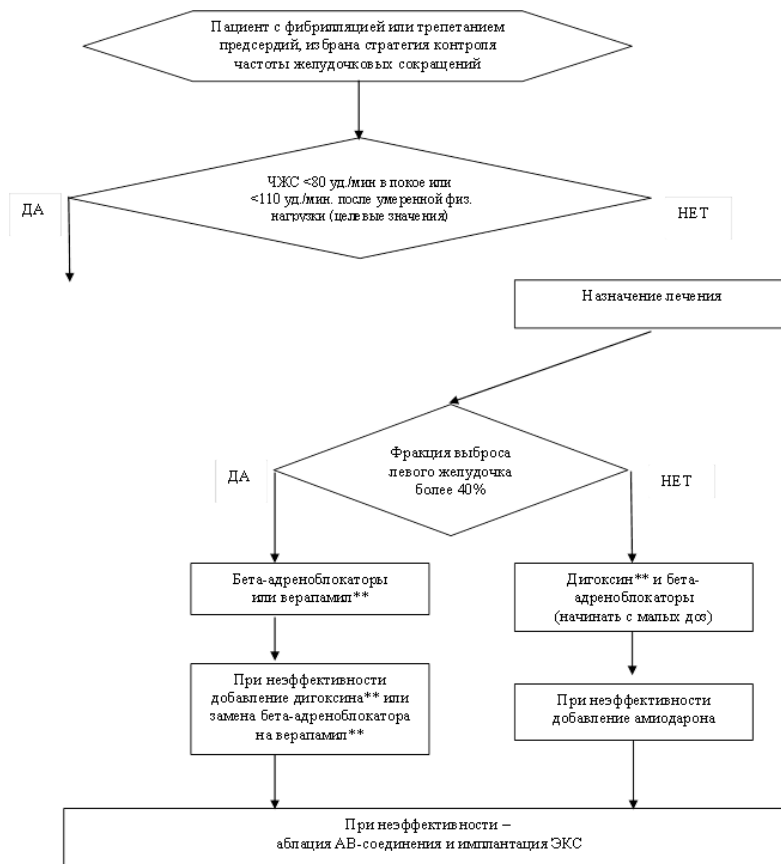 Пациент с фибрилляцией или трепетанием
предсердий, избрана стратегия контроля
частоты желудочковых сокращений
ЧЖС <80 уд./мин в покое или
<110 уд./мин. после умеренной физ.
нагрузки (целевые значения)
ДА
НЕТ
Назначение лечения
Фракция выброса
левого желудочка
более 40%
ДА
НЕТ
Бета-адреноблокаторы
или верапамил**
Дигоксин** и бета-
адреноблокаторы
(начинать с малых доз)
При неэффективности
добавление дигоксина** или
замена бета-адреноблокатора
на верапамил**
При неэффективности
добавление амиодарона
При неэффективности –
аблация АВ-соединения и имплантация ЭКС